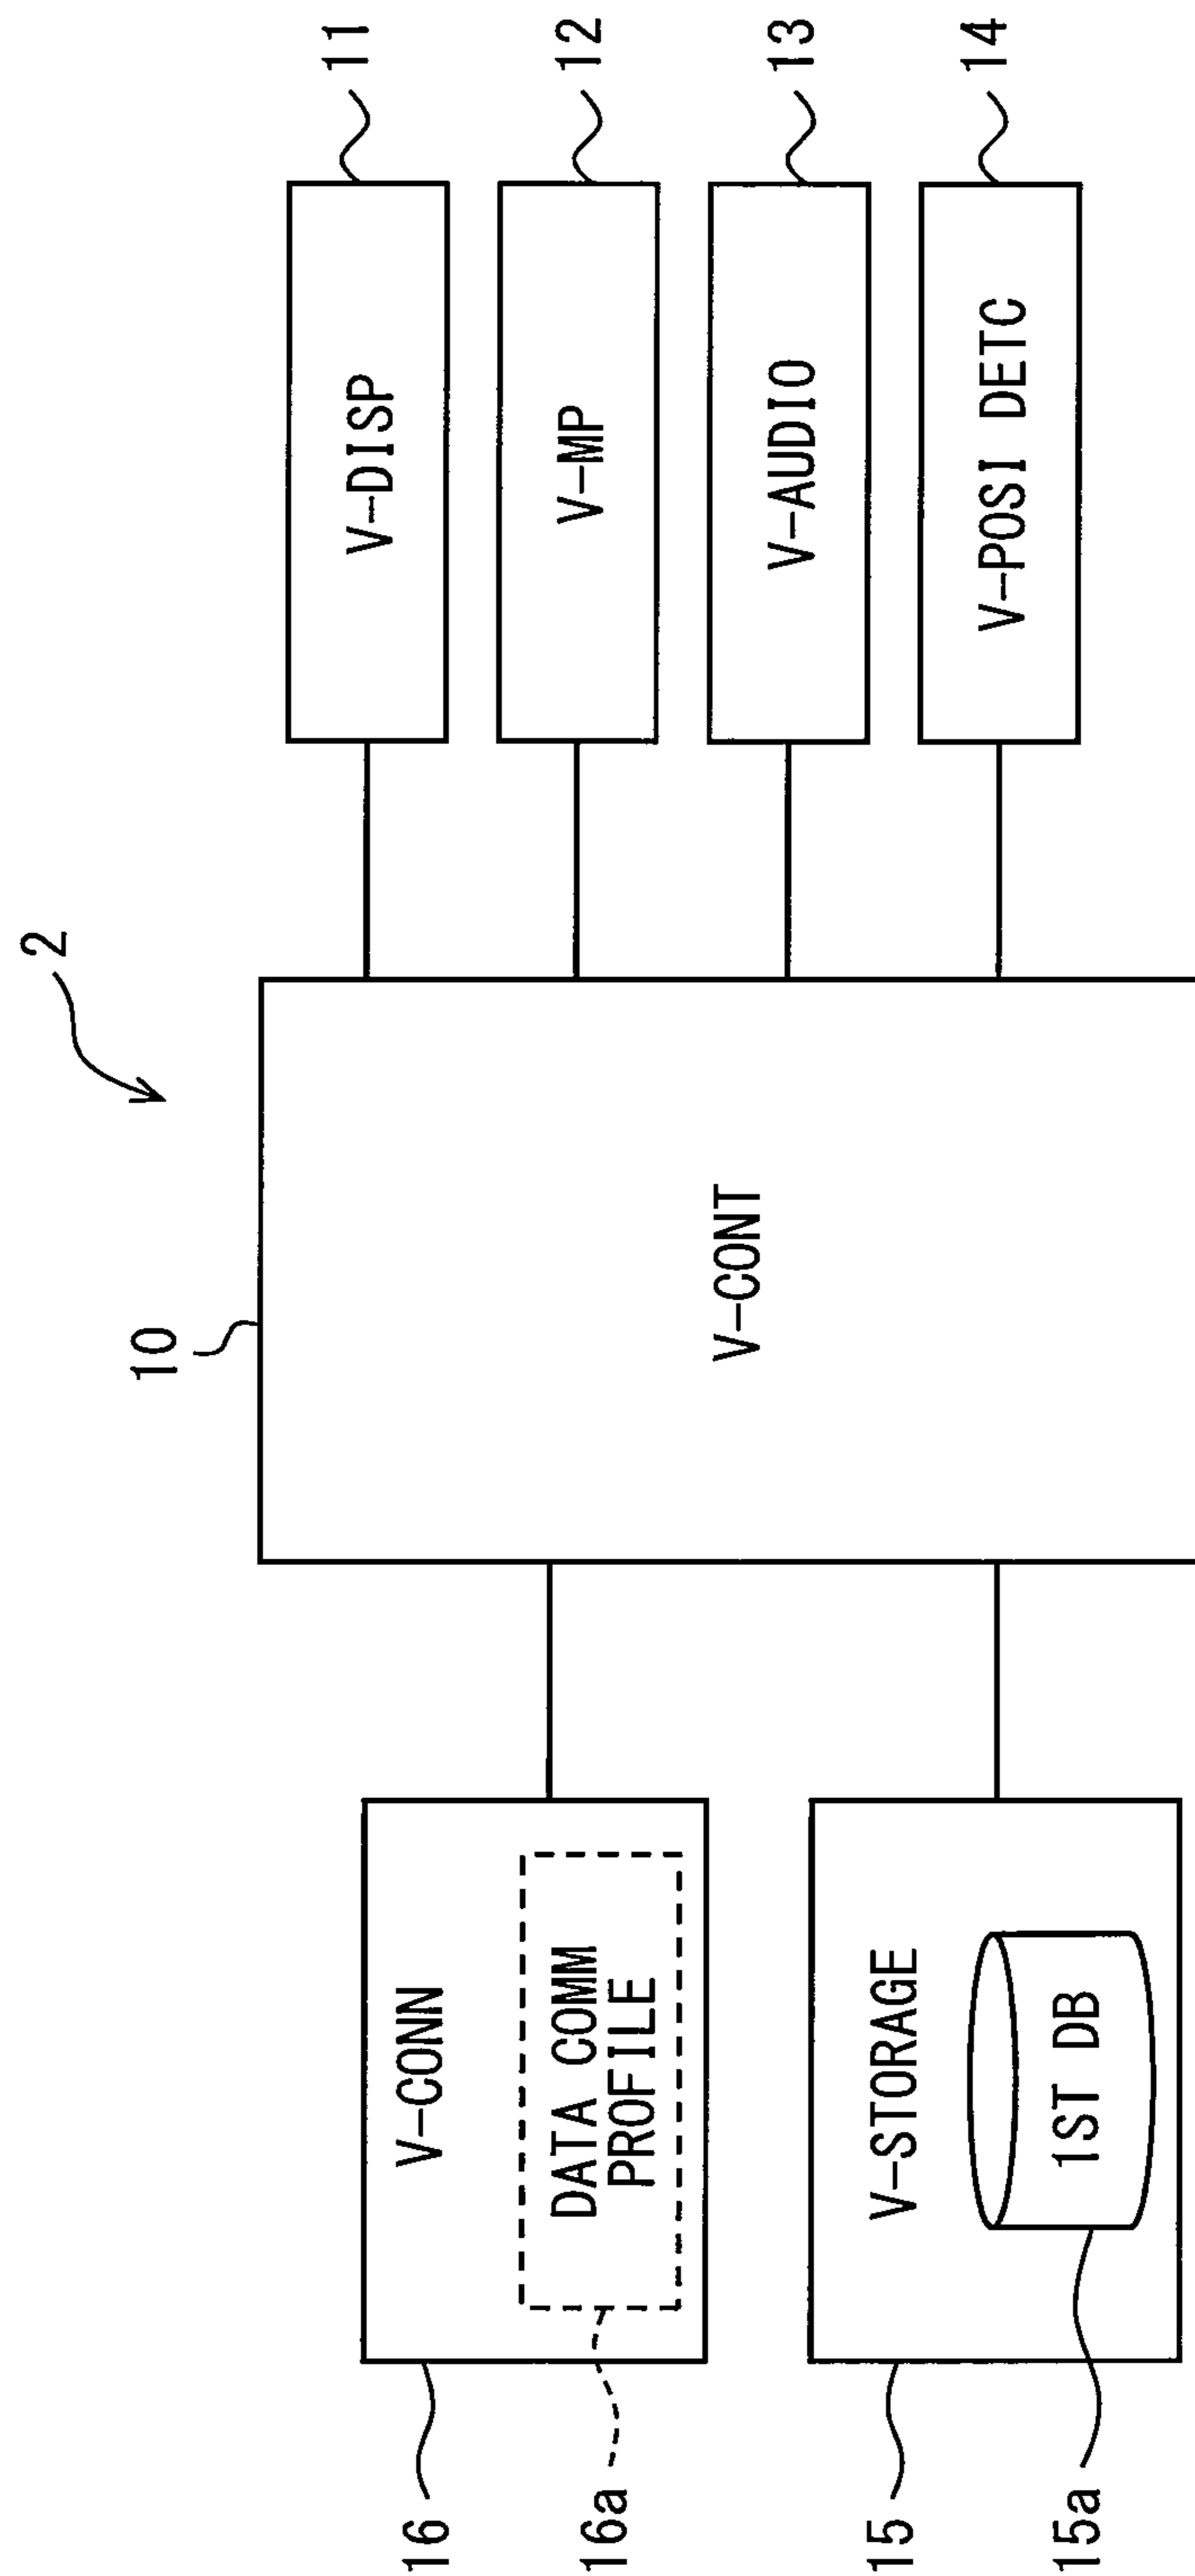 2
10
11
V-DISP
16
V-CONN
16a
DATA COMM
PROFILE
12
V-MP
V-CONT
13
V-AUDIO
15
V-STORAGE
15a
1ST DB
14
V-POSI DETC